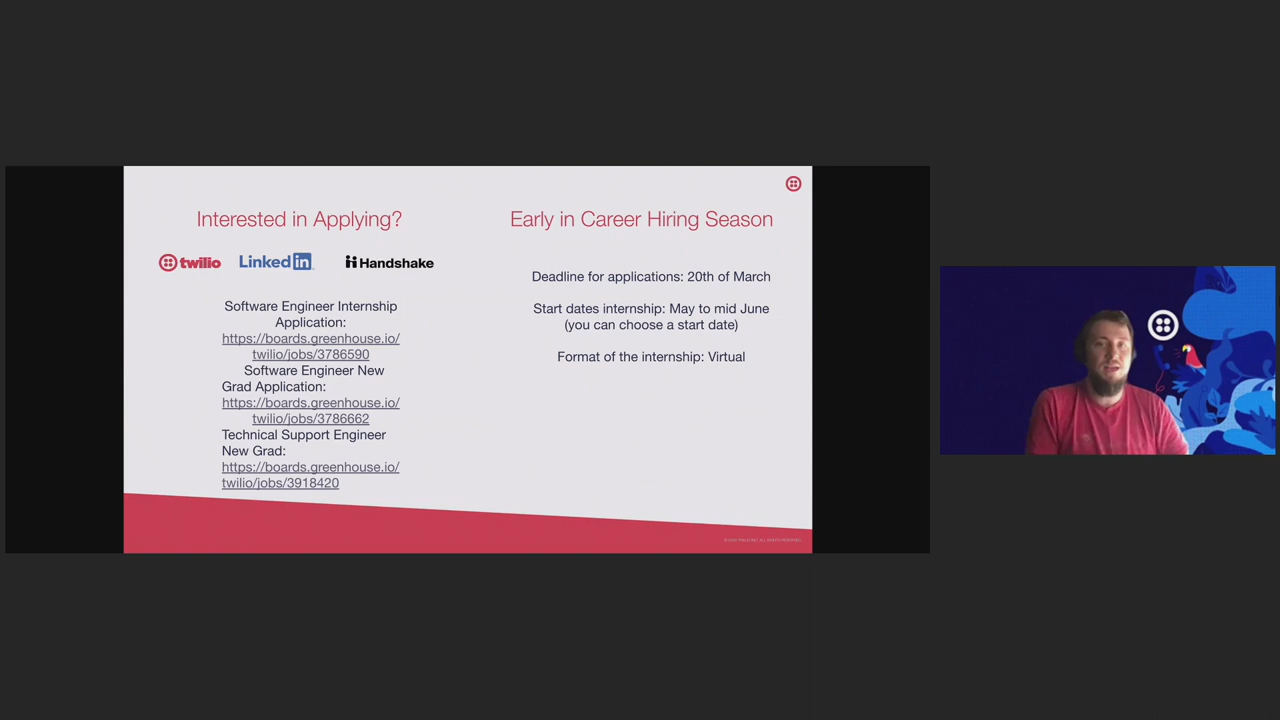 Interested in Applying?
twilio
Linked in
Handshake
Software Engineer Internship
Application:
https://boards.greenhouse.io/
twilio/jobs/3786590
Software Engineer New
Grad Application:
https://boards.greenhouse.io/
twilio/jobs/3786662
Technical Support Engineer
New Grad:
https://boards.greenhouse.io/
twilio/jobs/3918420
Early in Career Hiring Season
Deadline for applications: 20th of March
Start dates internship: May to mid June
(you can choose a start date)
Format of the internship: Virtual